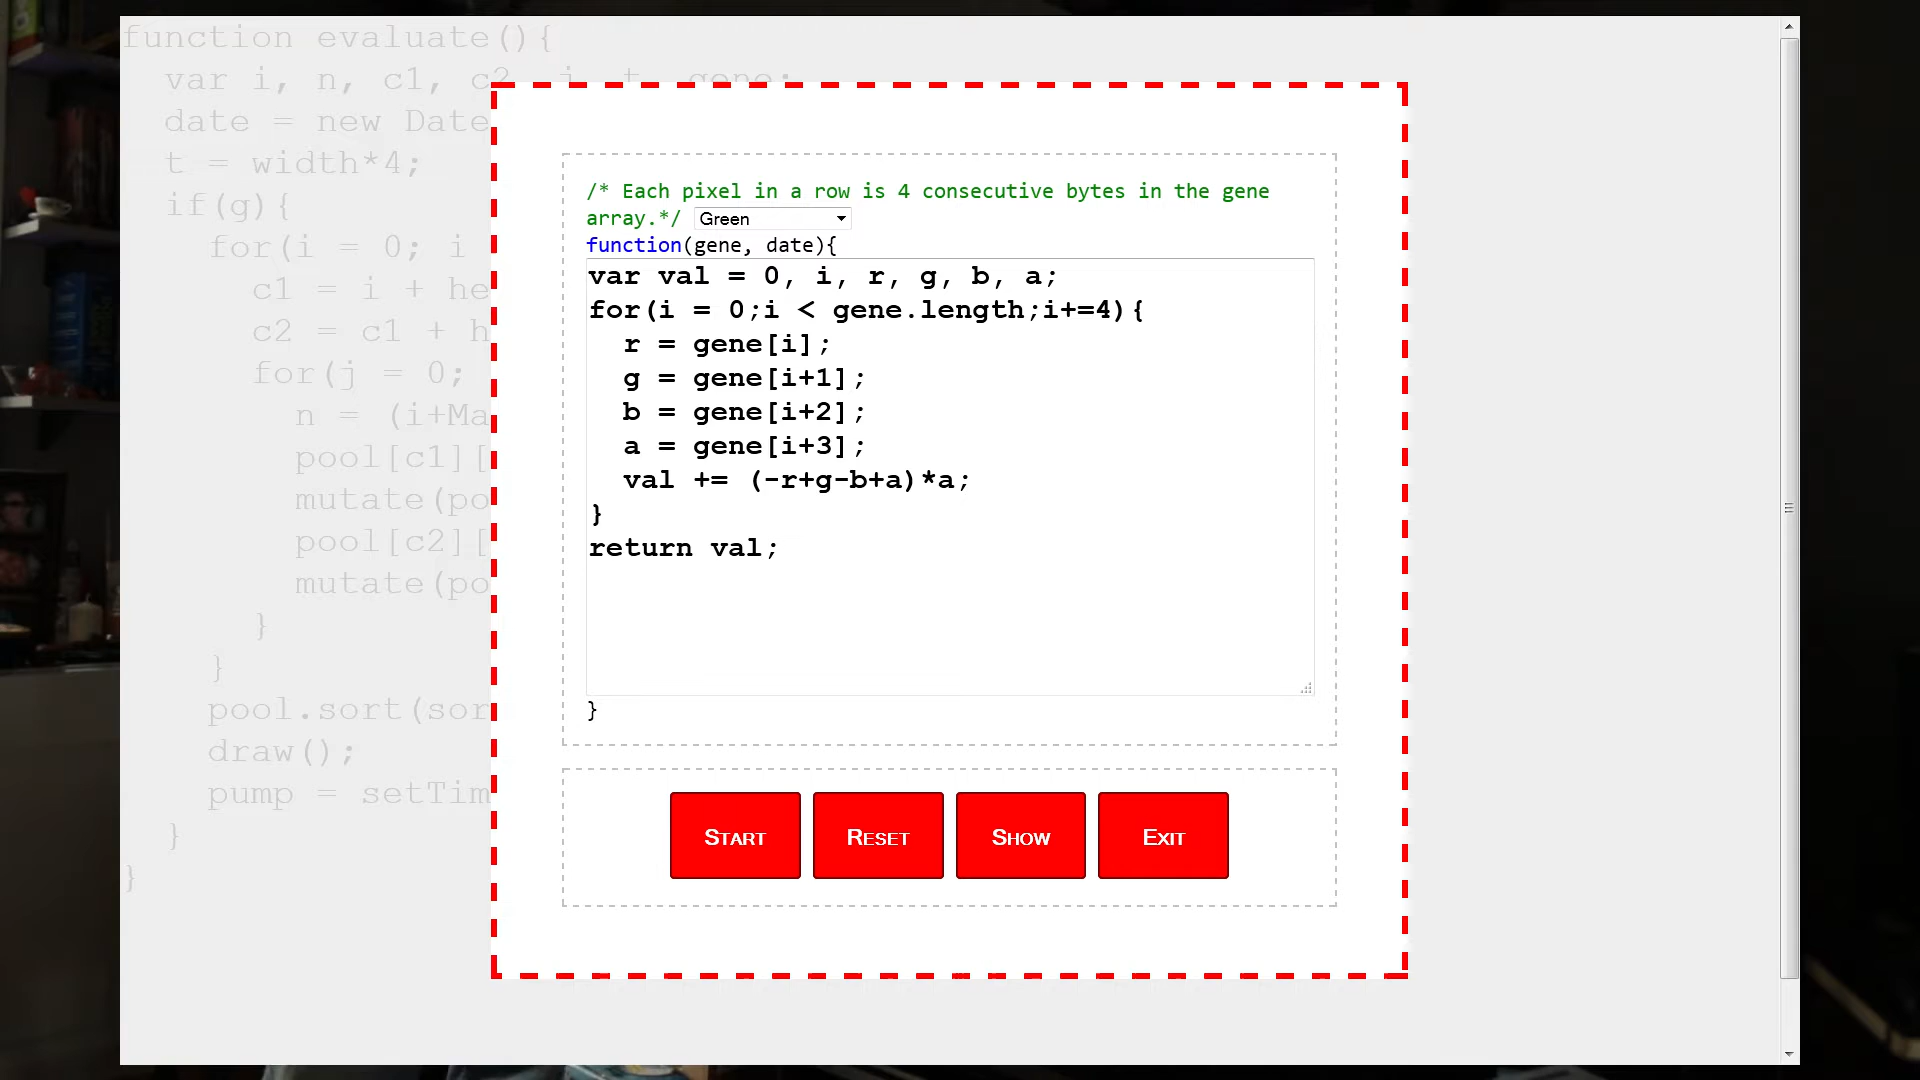 function evaluate(){
var i, n, c1, c2, j, t, gene;
date = new Date
t = width*4;
if(g){
for(i = 0; i
c1 = i + he
c2 = c1 + h
for(j = 0;
n = (i+Ma
pool[c1][
mutate(po
pool[c2][
mutate(po
}
}
pool.sort(sor
draw();
pump = setTim
}
}
/* Each pixel in a row is 4 consecutive bytes in the gene
array.*/ Green
function(gene, date){
var val = 0, i, r, g, b, a;
for(i = 0;i < gene.length;i+=4){
r = gene[i];
g = gene[i+1];
b = gene[i+2];
a = gene[i+3];
val += (-r+g-b+a)*a;
}
return val;
}
START RESET SHOW EXIT